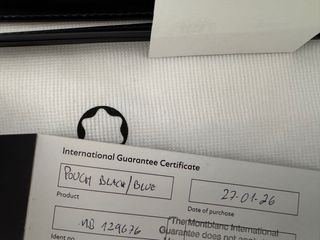 International Guarantee Certificate
POUCH BLACK/BLUE
27-01-26
Product
Date of purchase
MB 129676
*The Montblanc International
Guarantee does not
Ident no